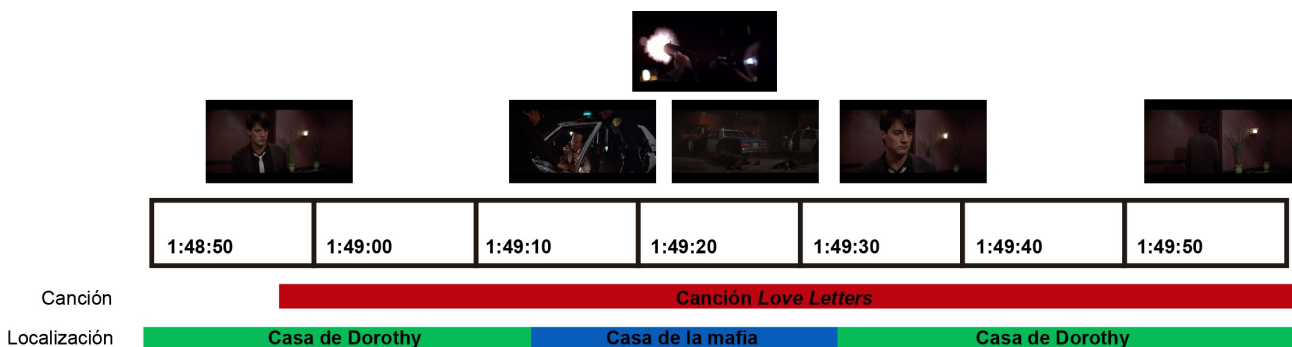 1:48:50 1:49:00 1:49:10 1:49:20 1:49:30 1:49:40 1:49:50
Canción Canción Love Letters
Localización Casa de Dorothy Casa de la mafia Casa de Dorothy